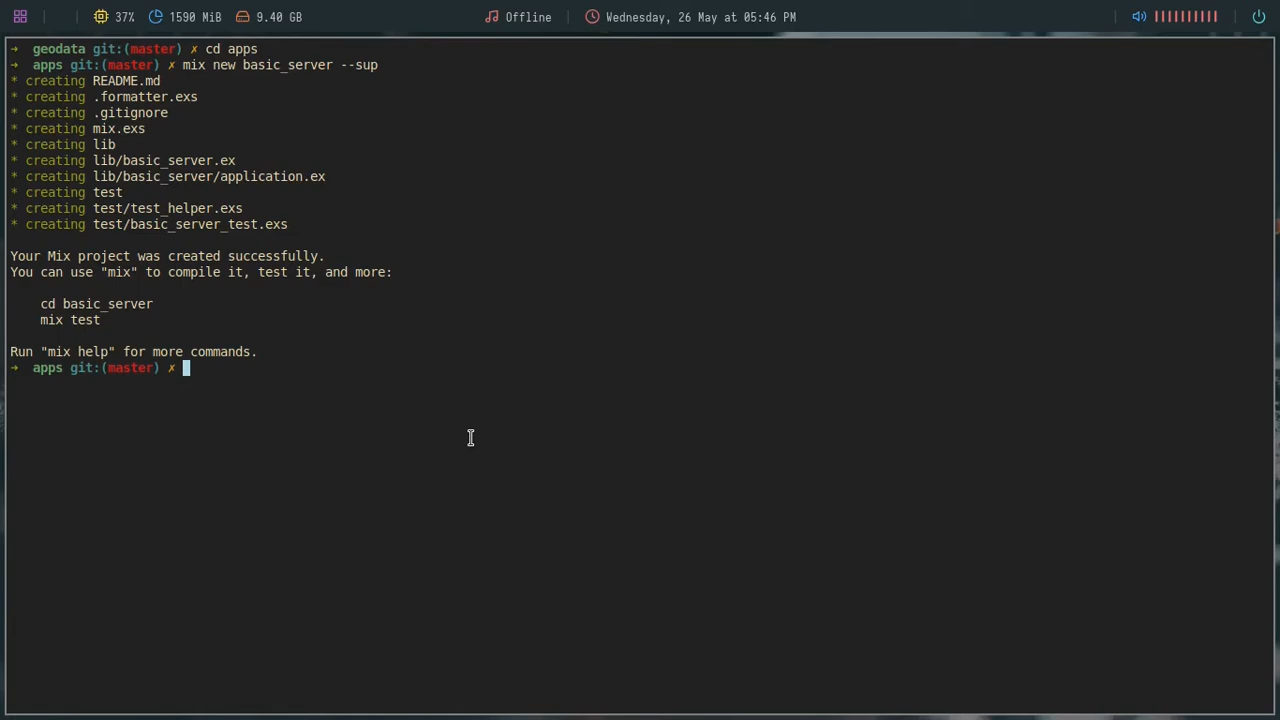 37% 1590 MiB 9.40 GB Offline Wednesday, 26 May at 05:46 PM
→ geodata git:(master) ✗ cd apps
→ apps git:(master) ✗ mix new basic_server --sup
* creating README.md
* creating .formatter.exs
* creating .gitignore
* creating mix.exs
* creating lib
* creating lib/basic_server.ex
* creating lib/basic_server/application.ex
* creating test
* creating test/test_helper.exs
* creating test/basic_server_test.exs
Your Mix project was created successfully.
You can use "mix" to compile it, test it, and more:
cd basic_server
mix test
Run "mix help" for more commands.
→ apps git:(master) ✗